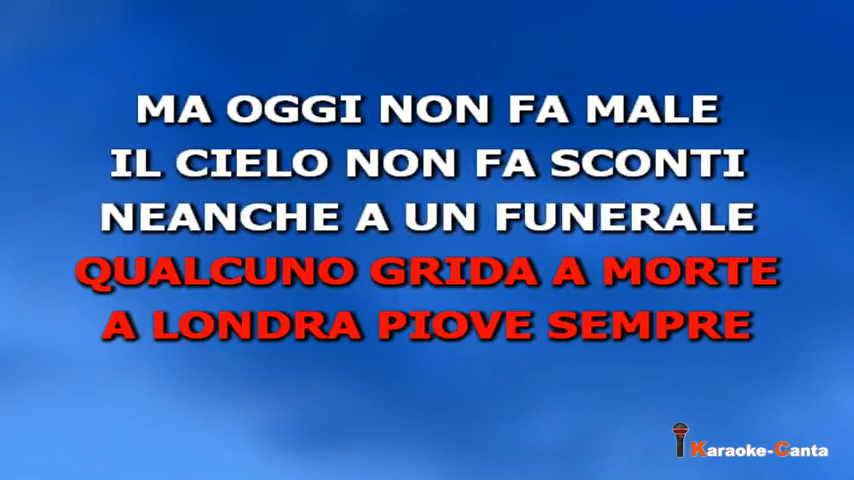 MA OGGI NON FA MALE
IL CIELO NON FA SCONTI
NEANCHE A UN FUNERALE
QUALCUNO GRIDA A MORTE
A LONDRA PIOVE SEMPRE
Karaoke-Canta